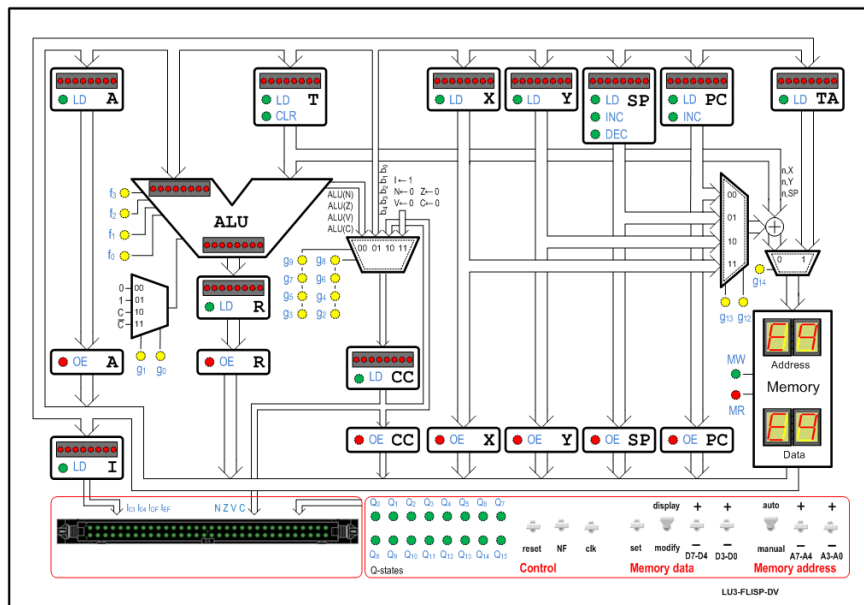 LD A
LD T
CLR
LD X
LD Y
LD SP
INC
DEC
LD PC
INC
LD TA
f3
f2
f1
f0
ALU
ALU(N)
ALU(Z)
ALU(V)
ALU(C)
b4 b3 b2 b1 b0
I←1
N←0 Z←0
V←0 C←0
n,X
n,Y
n,SP
00 01 10 11
g9 g8
g7 g6
g5 g4
g3 g2
00
01
10
11
g13 g12
0 1
g14
0 00
1 01
C 10
C 11
g1 g0
LD R
LD CC
E9
Address
Memory
E9
Data
MW
MR
OE A
OE R
OE CC
OE X
OE Y
OE SP
OE PC
LD I
N Z V C
Q0 Q1 Q2 Q3 Q4 Q5 Q6 Q7
Q8 Q9 Q10 Q11 Q12 Q13 Q14 Q15
Q-states
reset NF clk
Control
display + +
set modify D7-D4 D3-D0
Memory data
auto + +
manual A7-A4 A3-A0
Memory address
LU3-FLISP-DV